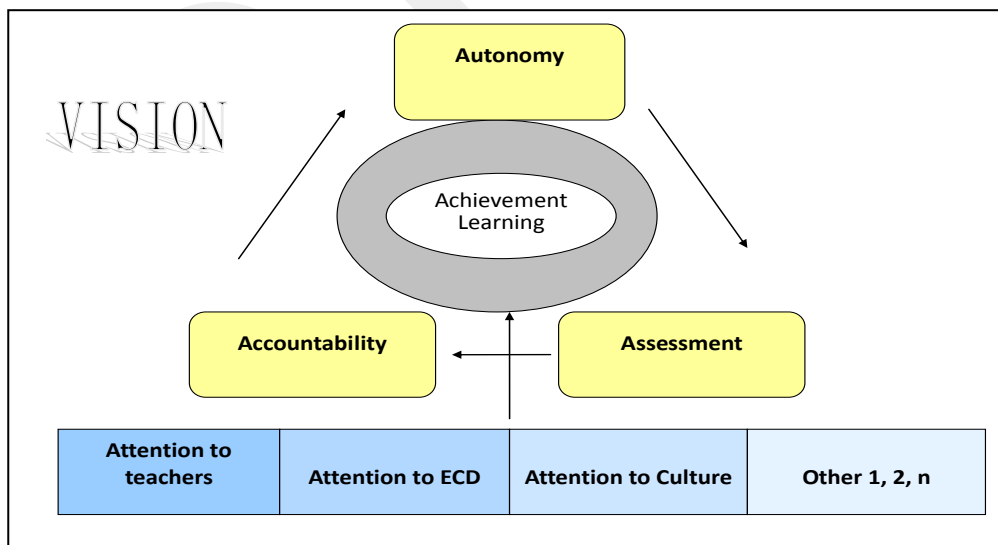 Autonomy
VISION
Achievement
Learning
Accountability
Assessment
Attention to
teachers
Attention to ECD
Attention to Culture
Other 1, 2, n